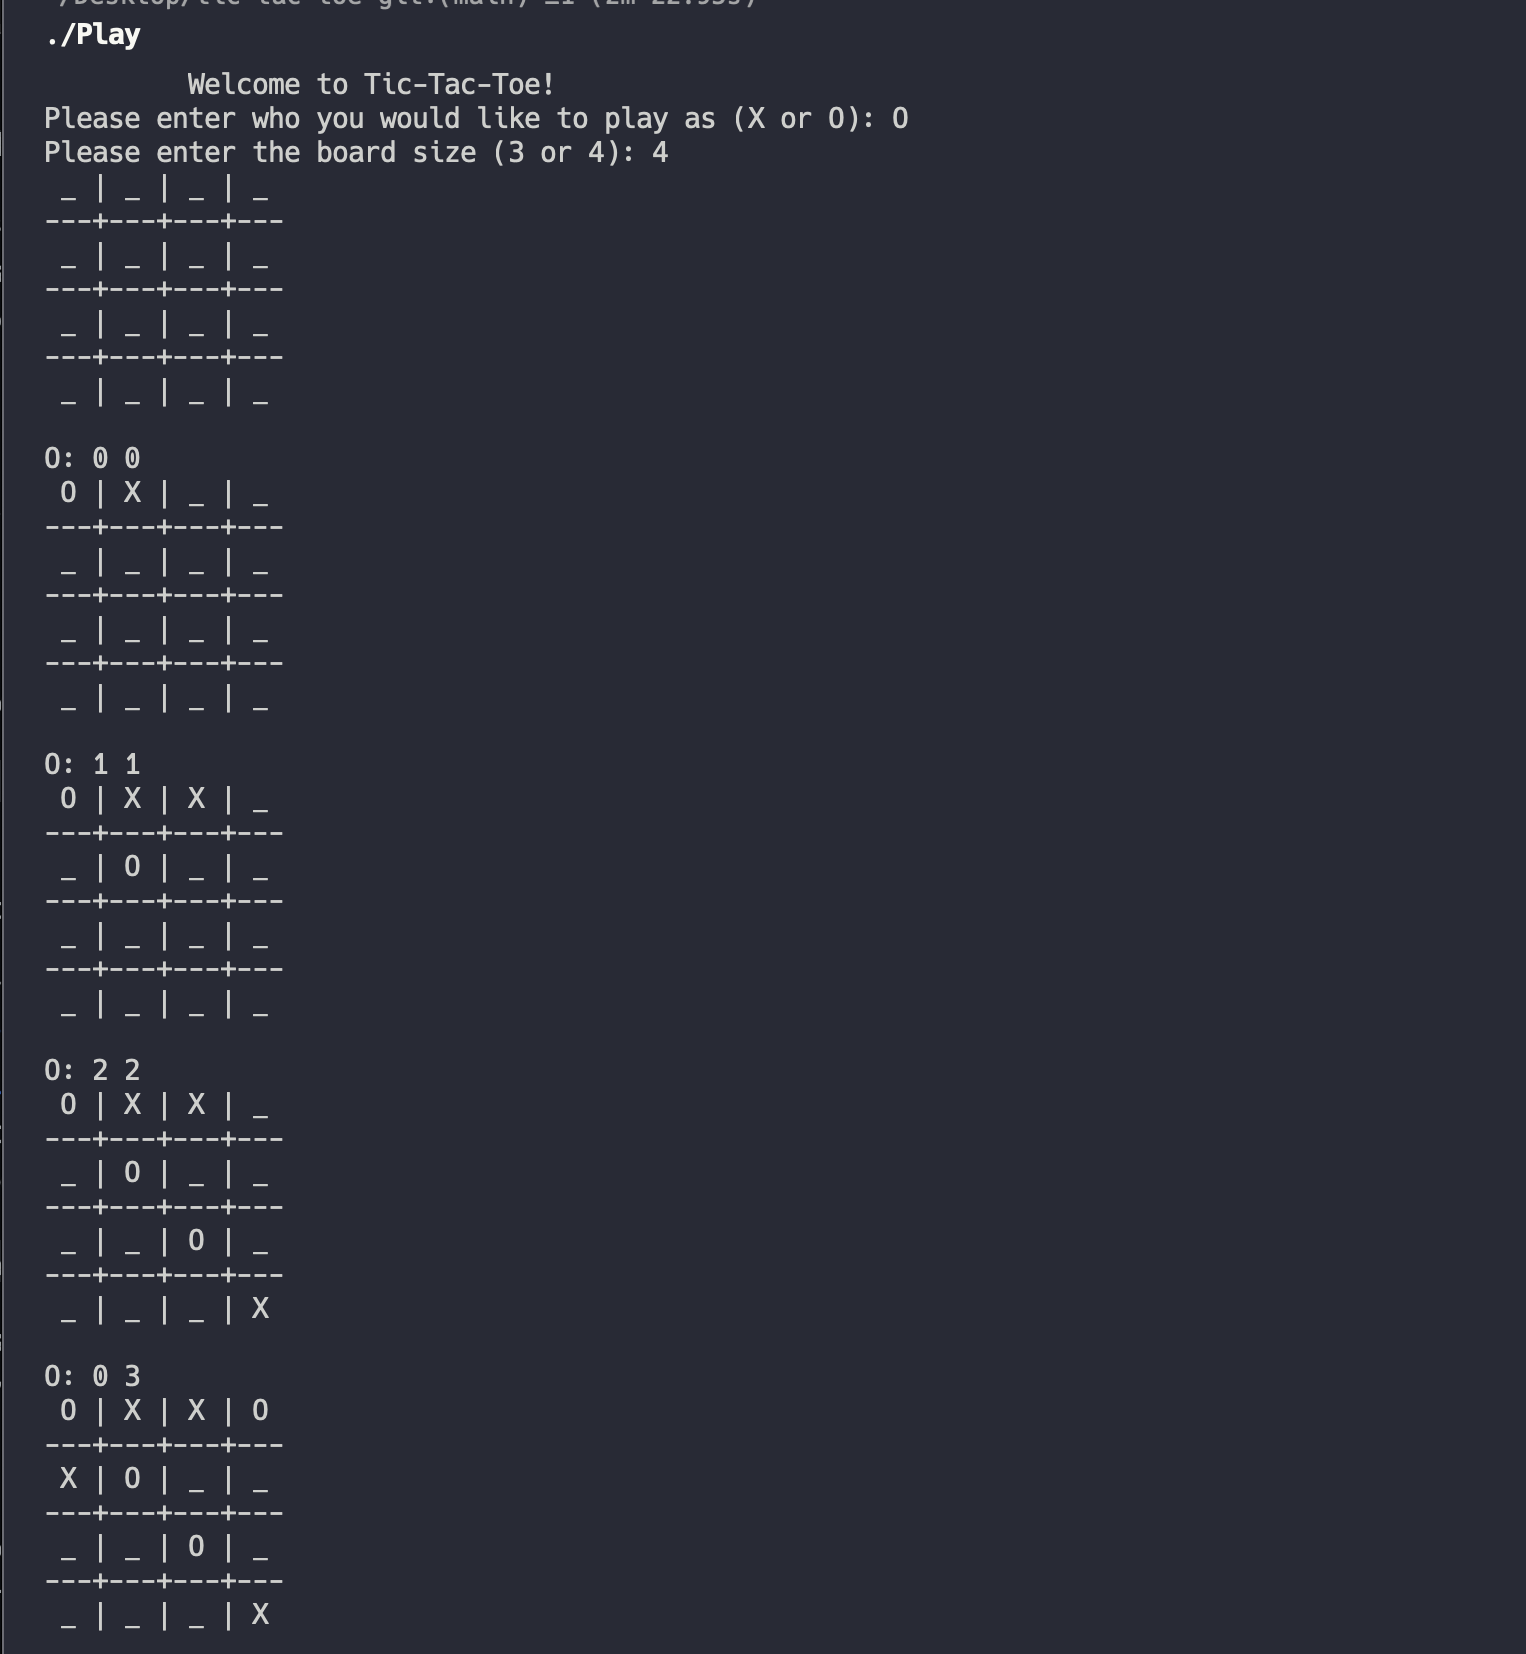 ./Play
Welcome to Tic-Tac-Toe!
Please enter who you would like to play as (X or O): O
Please enter the board size (3 or 4): 4
_ | _ | _ | _
---+---+---+---
_ | _ | _ | _
---+---+---+---
_ | _ | _ | _
---+---+---+---
_ | _ | _ | _
O: 0 0
O | X | _ | _
---+---+---+---
_ | _ | _ | _
---+---+---+---
_ | _ | _ | _
---+---+---+---
_ | _ | _ | _
O: 1 1
O | X | X | _
---+---+---+---
_ | O | _ | _
---+---+---+---
_ | _ | _ | _
---+---+---+---
_ | _ | _ | _
O: 2 2
O | X | X | _
---+---+---+---
_ | O | _ | _
---+---+---+---
_ | _ | O | _
---+---+---+---
_ | _ | _ | X
O: 0 3
O | X | X | O
---+---+---+---
X | O | _ | _
---+---+---+---
_ | _ | O | _
---+---+---+---
_ | _ | _ | X